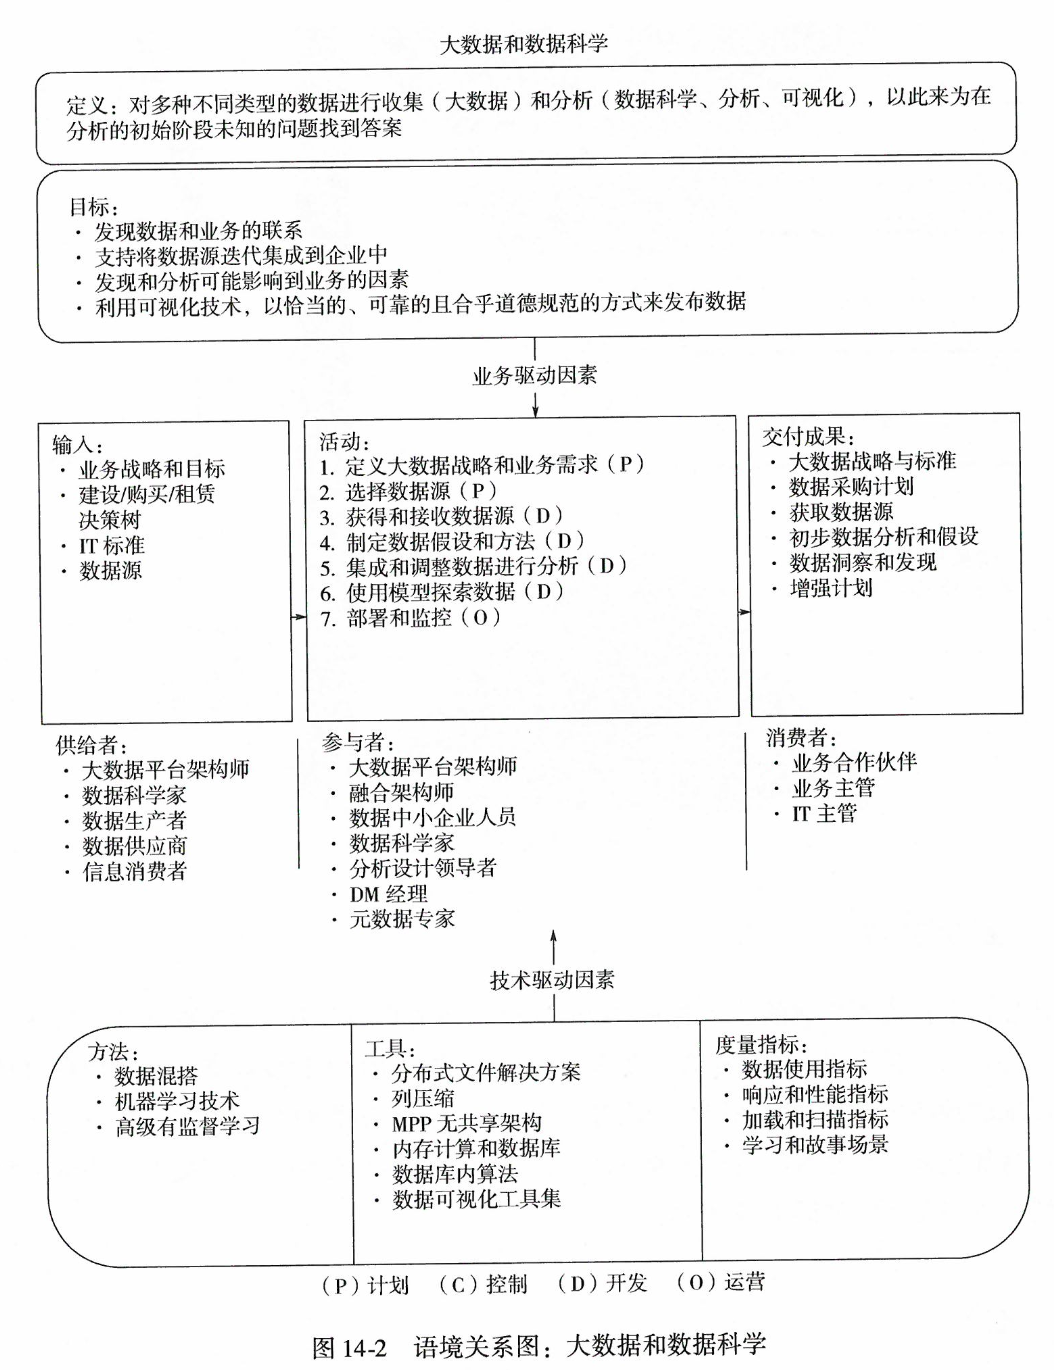 大数据和数据科学
定义：对多种不同类型的数据进行收集（大数据）和分析（数据科学、分析、可视化），以此来为在
分析的初始阶段未知的问题找到答案
目标：
· 发现数据和业务的联系
· 支持将数据源迭代集成到企业中
· 发现和分析可能影响到业务的因素
· 利用可视化技术，以恰当的、可靠的且合乎道德规范的方式来发布数据
业务驱动因素
输入：
· 业务战略和目标
· 建设/购买/租赁
决策树
· IT 标准
· 数据源
活动：
1. 定义大数据战略和业务需求（P）
2. 选择数据源（P）
3. 获得和接收数据源（D）
4. 制定数据假设和方法（D）
5. 集成和调整数据进行分析（D）
6. 使用模型探索数据（D）
7. 部署和监控（O）
交付成果：
· 大数据战略与标准
· 数据采购计划
· 获取数据源
· 初步数据分析和假设
· 数据洞察和发现
· 增强计划
供给者：
· 大数据平台架构师
· 数据科学家
· 数据生产者
· 数据供应商
· 信息消费者
参与者：
· 大数据平台架构师
· 融合架构师
· 数据中小企业人员
· 数据科学家
· 分析设计领导者
· DM 经理
· 元数据专家
消费者：
· 业务合作伙伴
· 业务主管
· IT 主管
技术驱动因素
方法：
· 数据混搭
· 机器学习技术
· 高级有监督学习
工具：
· 分布式文件解决方案
· 列压缩
· MPP 无共享架构
· 内存计算和数据库
· 数据库内算法
· 数据可视化工具集
度量指标：
· 数据使用指标
· 响应和性能指标
· 加载和扫描指标
· 学习和故事场景
（P）计划 （C）控制 （D）开发 （O）运营
图 14-2 语境关系图：大数据和数据科学